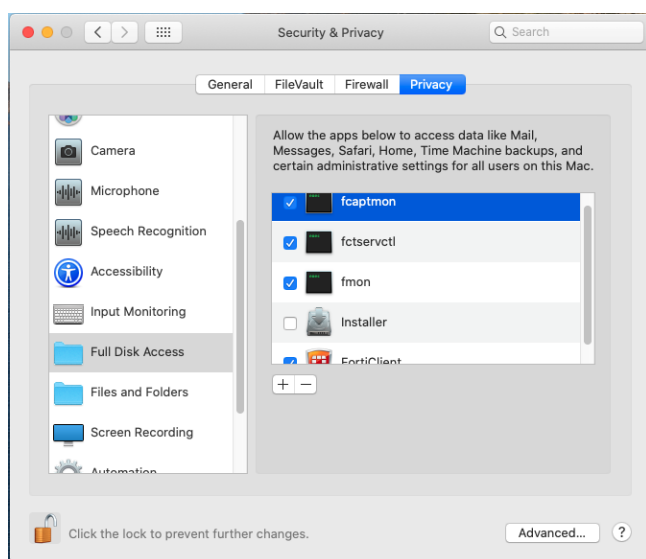 Security & Privacy
Search
General
FileVault
Firewall
Privacy
Camera
Microphone
Speech Recognition
Accessibility
Input Monitoring
Full Disk Access
Files and Folders
Screen Recording
Automation
Allow the apps below to access data like Mail,
Messages, Safari, Home, Time Machine backups, and
certain administrative settings for all users on this Mac.
fcaptmon
fctservctl
fmon
Installer
FortiClient
+ −
Click the lock to prevent further changes.
Advanced...
?